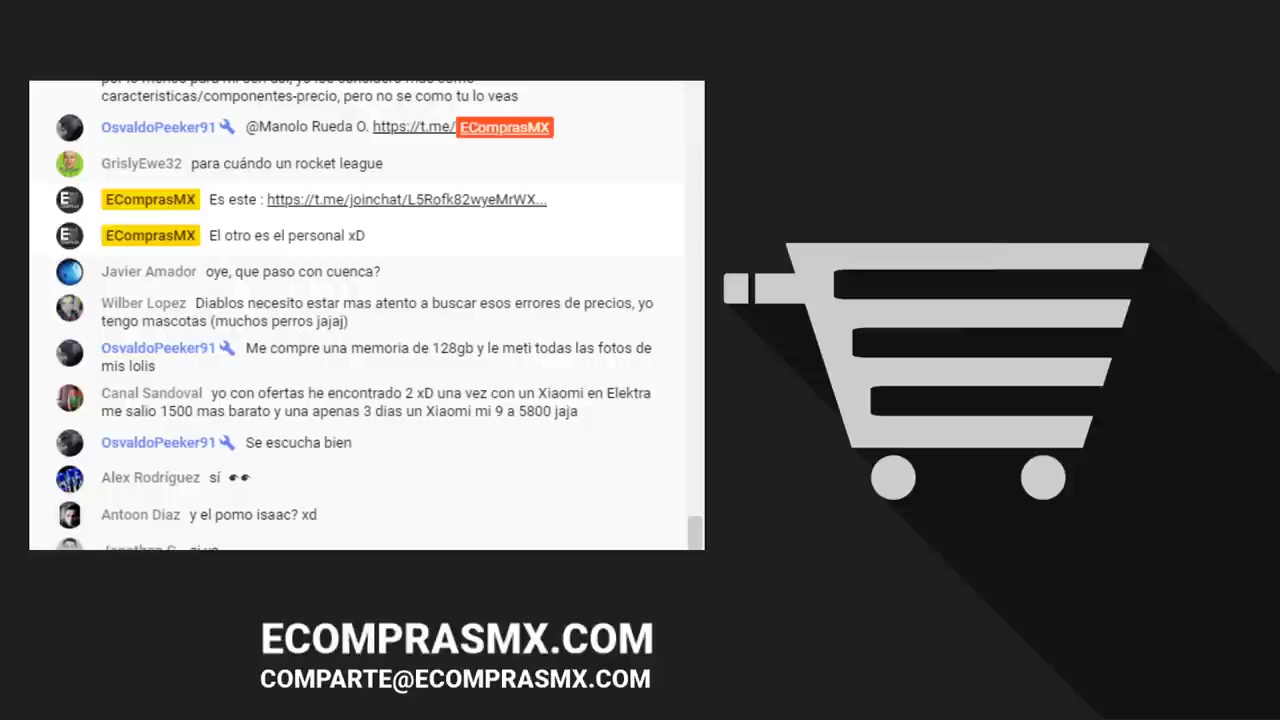 caracteristicas/componentes-precio, pero no se como tu lo veas
OsvaldoPeeker91 @Manolo Rueda O. https://t.me/EComprasMX
GrislyEwe32 para cuándo un rocket league
EComprasMX Es este : https://t.me/joinchat/L5Rofk82wyeMrWX...
EComprasMX El otro es el personal xD
Javier Amador oye, que paso con cuenca?
Wilber Lopez Diablos necesito estar mas atento a buscar esos errores de precios, yo
tengo mascotas (muchos perros jajaj)
OsvaldoPeeker91 Me compre una memoria de 128gb y le meti todas las fotos de
mis lolis
Canal Sandoval yo con ofertas he encontrado 2 xD una vez con un Xiaomi en Elektra
me salio 1500 mas barato y una apenas 3 dias un Xiaomi mi 9 a 5800 jaja
OsvaldoPeeker91 Se escucha bien
Alex Rodríguez sí 👀
Antoon Diaz y el pomo isaac? xd
ECOMPRASMX.COM
COMPARTE@ECOMPRASMX.COM